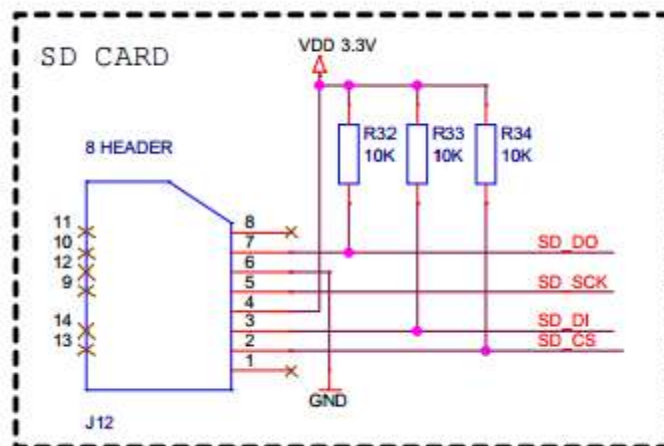 VDD 3.3V
SD CARD
R32 R33 R34
10K 10K 10K
8 HEADER
11
10
12
9
14
13
8
7
6
5
4
3
2
1
SD_DO
SD_SCK
SD_DI
SD_CS
GND
J12